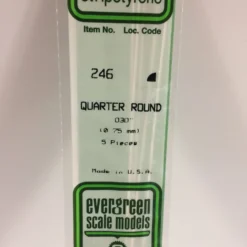 Item No. Loc. Code
246
QUARTER ROUND
.030"
(0.75 mm)
5 Pieces
Made in U.S.A.
evergreen
scale models